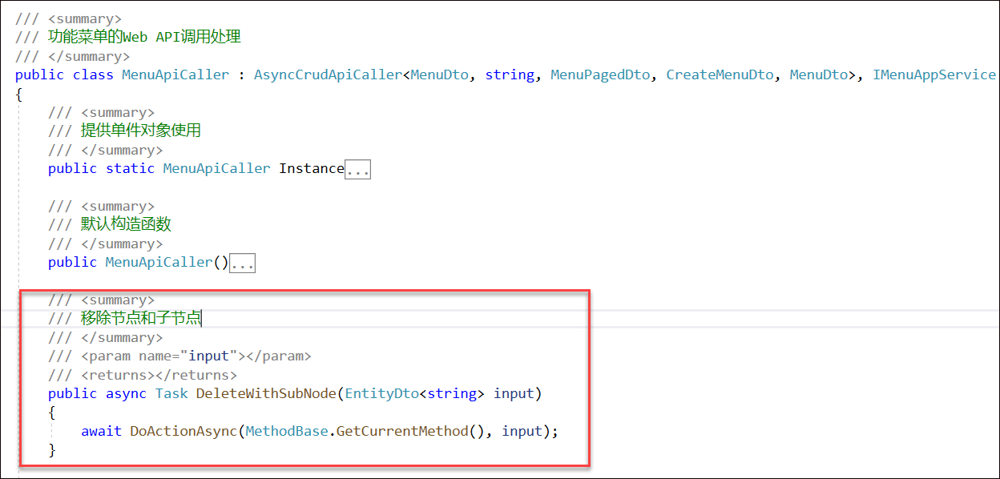 /// <summary>
/// 功能菜单的Web API调用处理
/// </summary>
public class MenuApiCaller : AsyncCrudApiCaller<MenuDto, string, MenuPagedDto, CreateMenuDto, MenuDto>, IMenuAppService
{
/// <summary>
/// 提供单件对象使用
/// </summary>
public static MenuApiCaller Instance...
/// <summary>
/// 默认构造函数
/// </summary>
public MenuApiCaller()...
/// <summary>
/// 移除节点和子节点
/// </summary>
/// <param name="input"></param>
/// <returns></returns>
public async Task DeleteWithSubNode(EntityDto<string> input)
{
await DoActionAsync(MethodBase.GetCurrentMethod(), input);
}